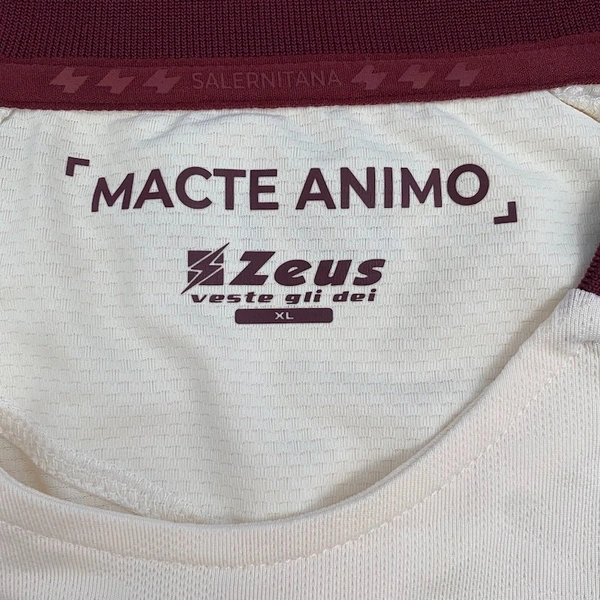 SALERNITANA
MACTE ANIMO
Zeus
veste gli dei
XL